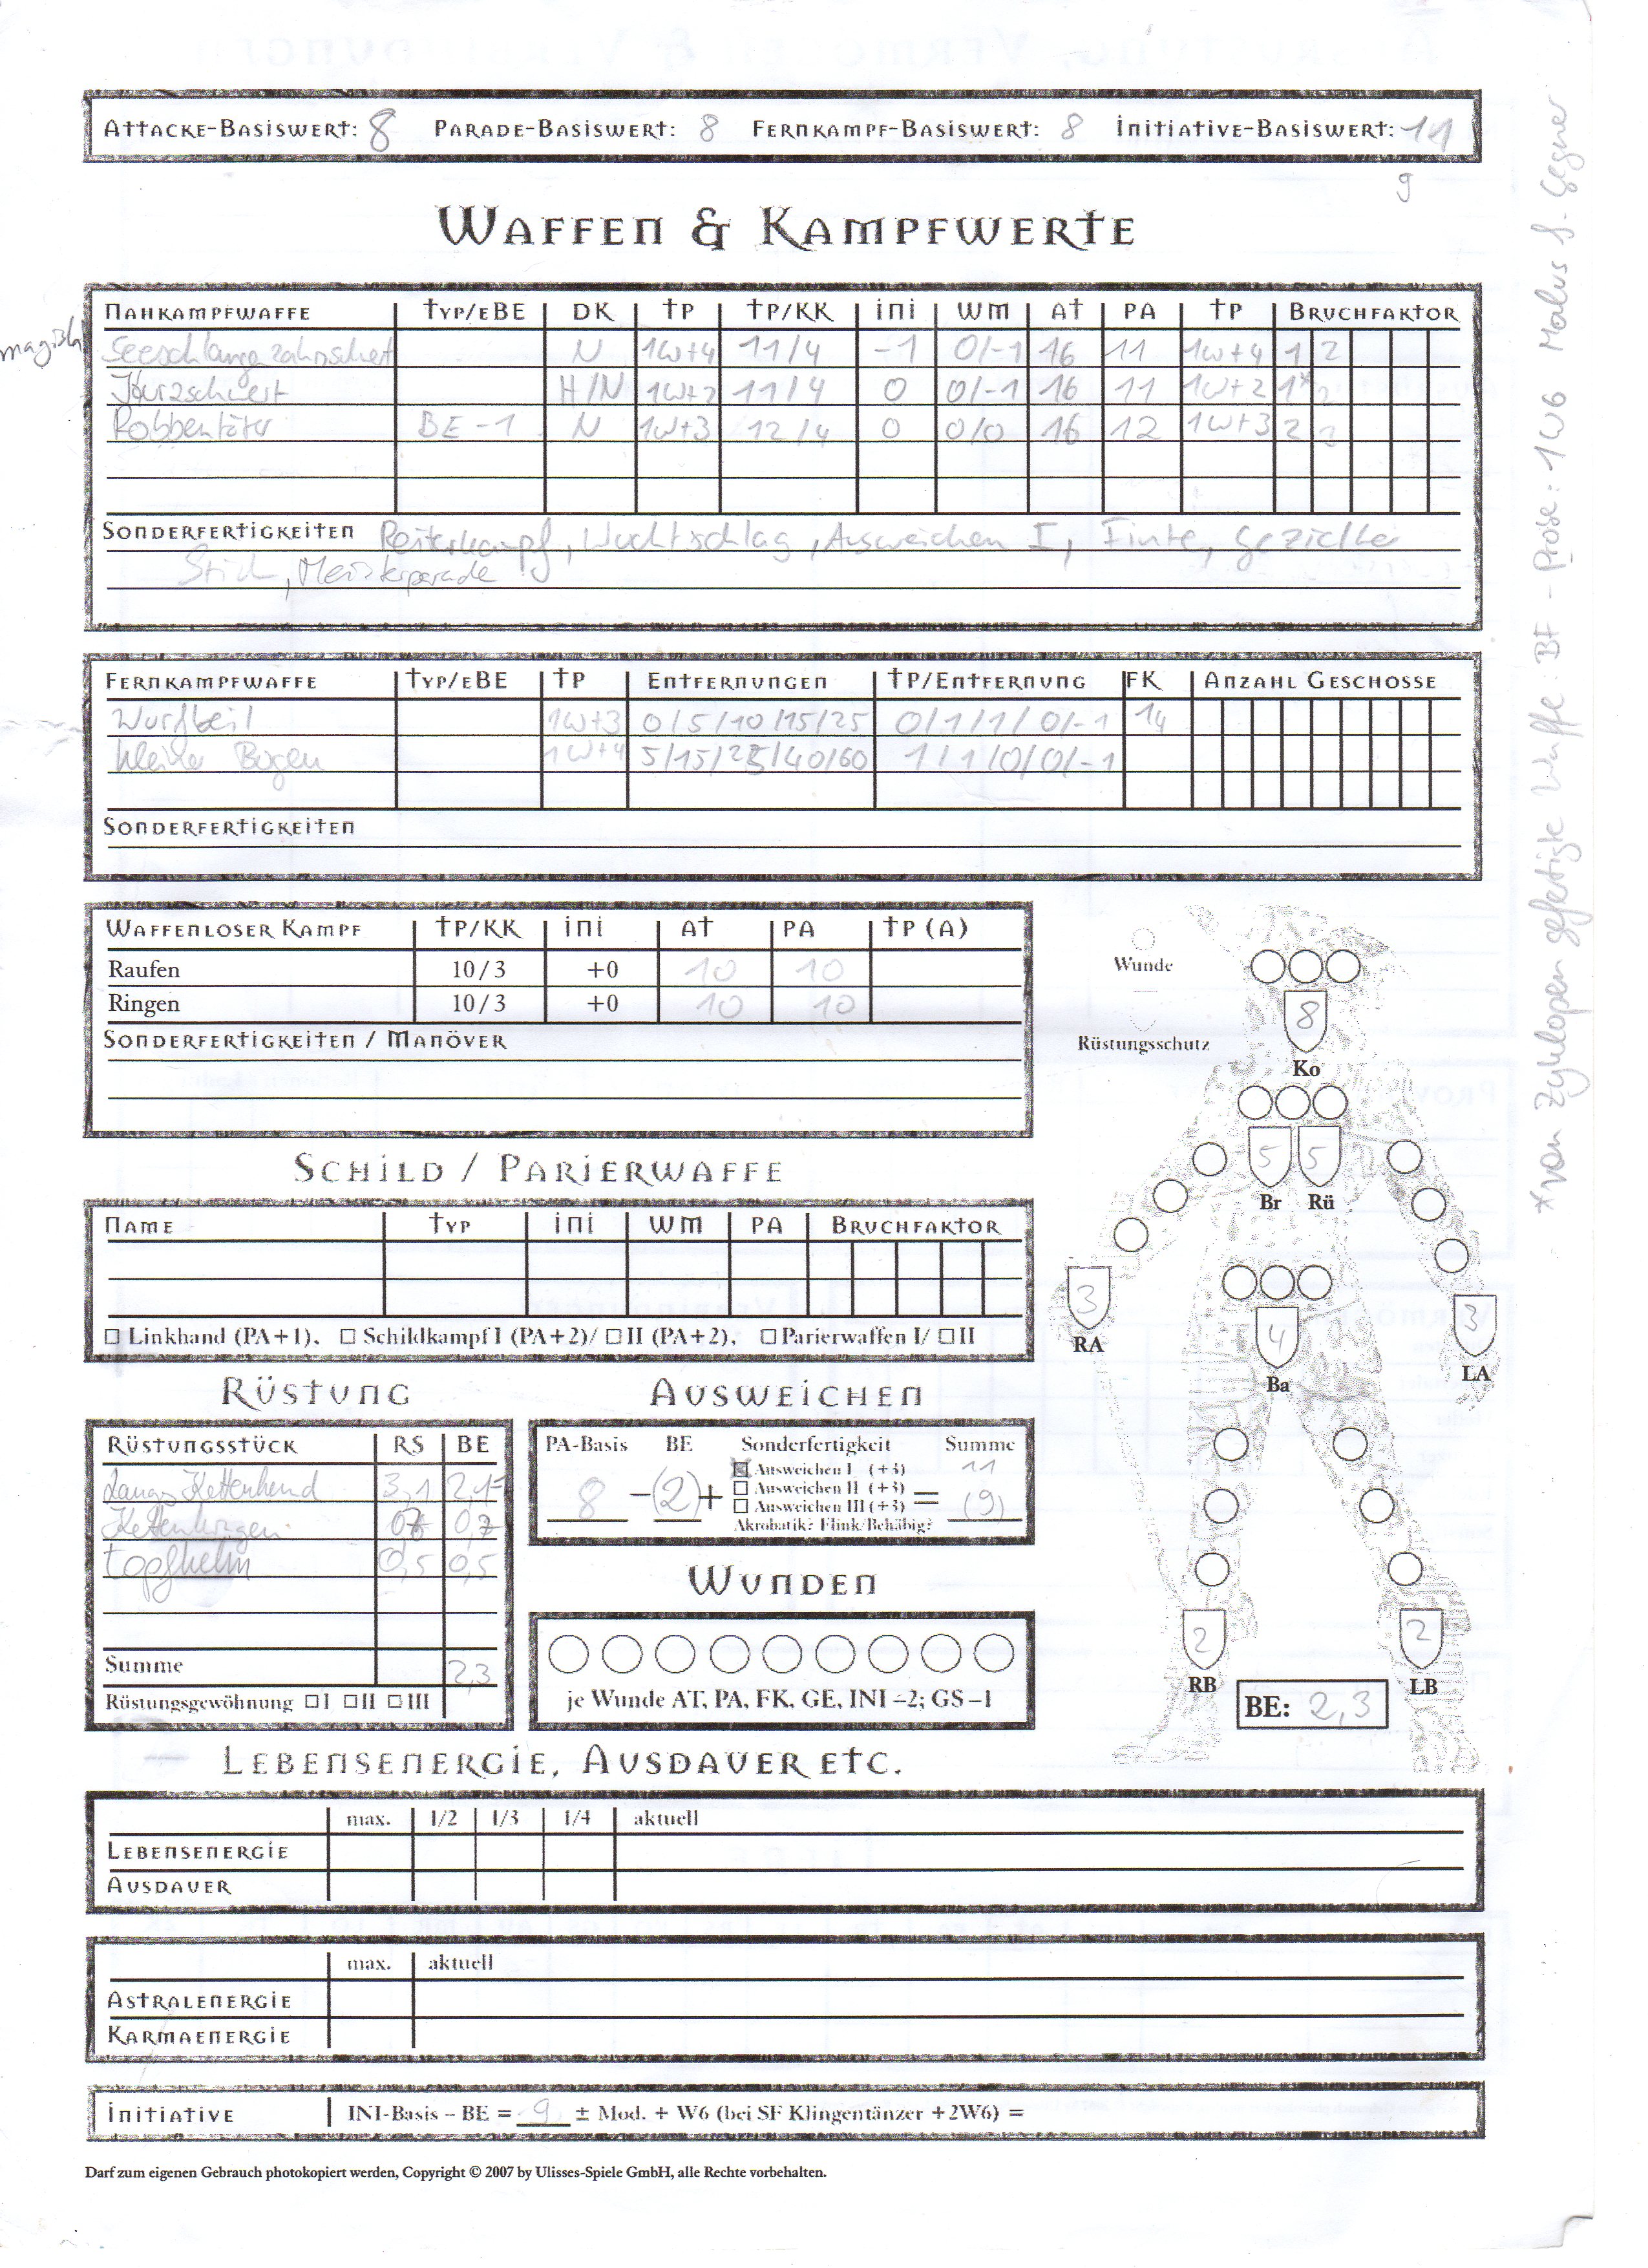 Attacke-Basiswert: 8 Parade-Basiswert: 8 Fernkampf-Basiswert: 8 Initiative-Basiswert: 11
9
Waffen & Kampfwerte
Nahkampfwaffe Typ/eBE DK TP TP/KK INI WM AT PA TP Bruchfaktor
magisch Seeschlangezahnschert N 1W+4 11/4 -1 0/-1 16 11 1W+4 1 2
Kurzschwert H/N 1W+2 11/4 0 0/-1 16 11 1W+2 1*
Robbentöter BE -1 N 1W+3 12/4 0 0/0 16 12 1W+3 2
Sonderfertigkeiten Reiterkampf, Wuchtschlag, Ausweichen I, Finte, gezielter
Stich, Meisterparade
Fernkampfwaffe Typ/eBE TP Entfernungen TP/Entfernung FK Anzahl Geschosse
Wurfbeil 1W+3 0/5/10/15/25 0/1/1/0/-1 14
kleiner Bogen 1W+4 5/15/25/40/60 1/1/0/0/-1
Sonderfertigkeiten
Waffenloser Kampf TP/KK INI AT PA TP (A)
Raufen 10/3 +0 10 10
Ringen 10/3 +0 10 10
Sonderfertigkeiten / Manöver
Wunde
Rüstungsschutz
8
Ko
5 5
Br Rü
3
RA
3
LA
4
Ba
2
RB
2
LB
BE: 2,3
Schild / Parierwaffe
Name Typ INI WM PA Bruchfaktor
Linkhand (PA+1), Schildkampf I (PA+2)/ II (PA+2), Parierwaffen I/ II
Rüstung
Rüstungsstück RS BE
Langes Kettenhemd 3,1 2,1
Kettenkragen 0,7
Topfhelm 0,5 0,5
Summe 2,3
Rüstungsgewöhnung I II III
Ausweichen
PA-Basis BE Sonderfertigkeit Summe
Ausweichen I (+3) 11
8 -(2)+ Ausweichen II (+3) = (9)
Ausweichen III (+3)
Akrobatik? Flink/Behäbig?
Wunden
je Wunde AT, PA, FK, GE, INI –2; GS –1
Lebensenergie, Ausdauer etc.
max. 1/2 1/3 1/4 aktuell
Lebensenergie
Ausdauer
max. aktuell
Astralenergie
Karmaenergie
Initiative INI-Basis – BE = 9 ± Mod. + W6 (bei SF Klingentänzer +2W6) =
Darf zum eigenen Gebrauch photokopiert werden, Copyright © 2007 by Ulisses-Spiele GmbH, alle Rechte vorbehalten.
*von Zyklopen gefertigte Waffe: BF - Probe: 1W6 Malus f. Gegner